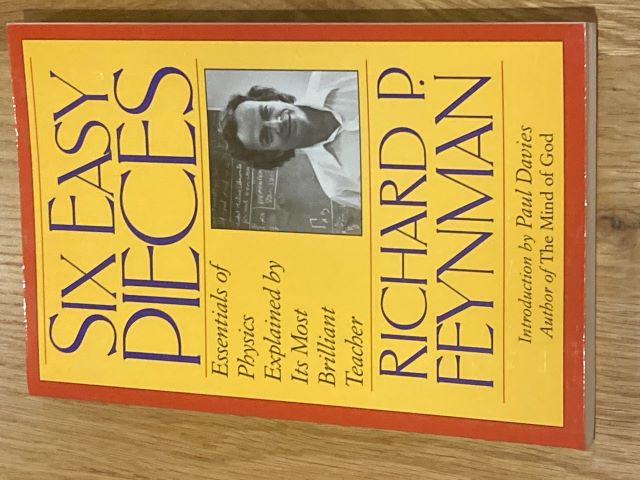 SIX EASY
PIECES
Essentials of
Physics
Explained by
Its Most
Brilliant
Teacher
RICHARD P.
FEYNMAN
Introduction by Paul Davies
Author of The Mind of God